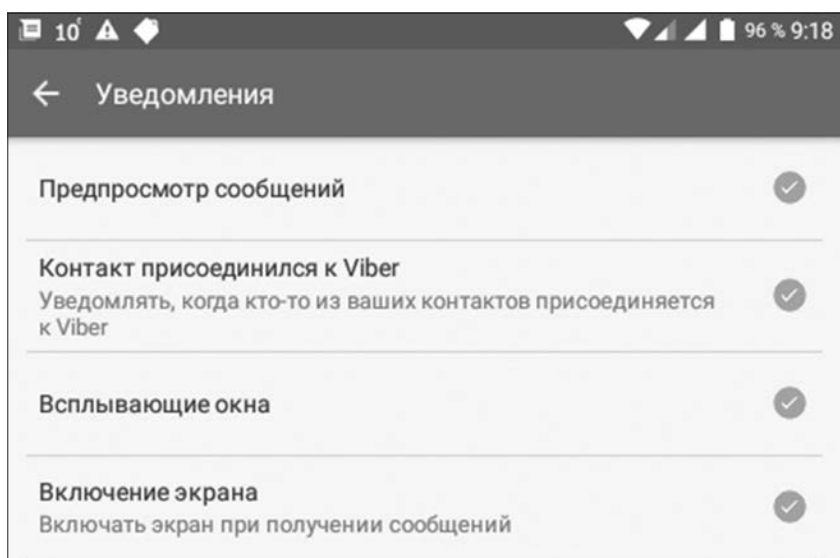 10° 96 % 9:18
Уведомления
Предпросмотр сообщений
Контакт присоединился к Viber
Уведомлять, когда кто-то из ваших контактов присоединяется
к Viber
Всплывающие окна
Включение экрана
Включать экран при получении сообщений